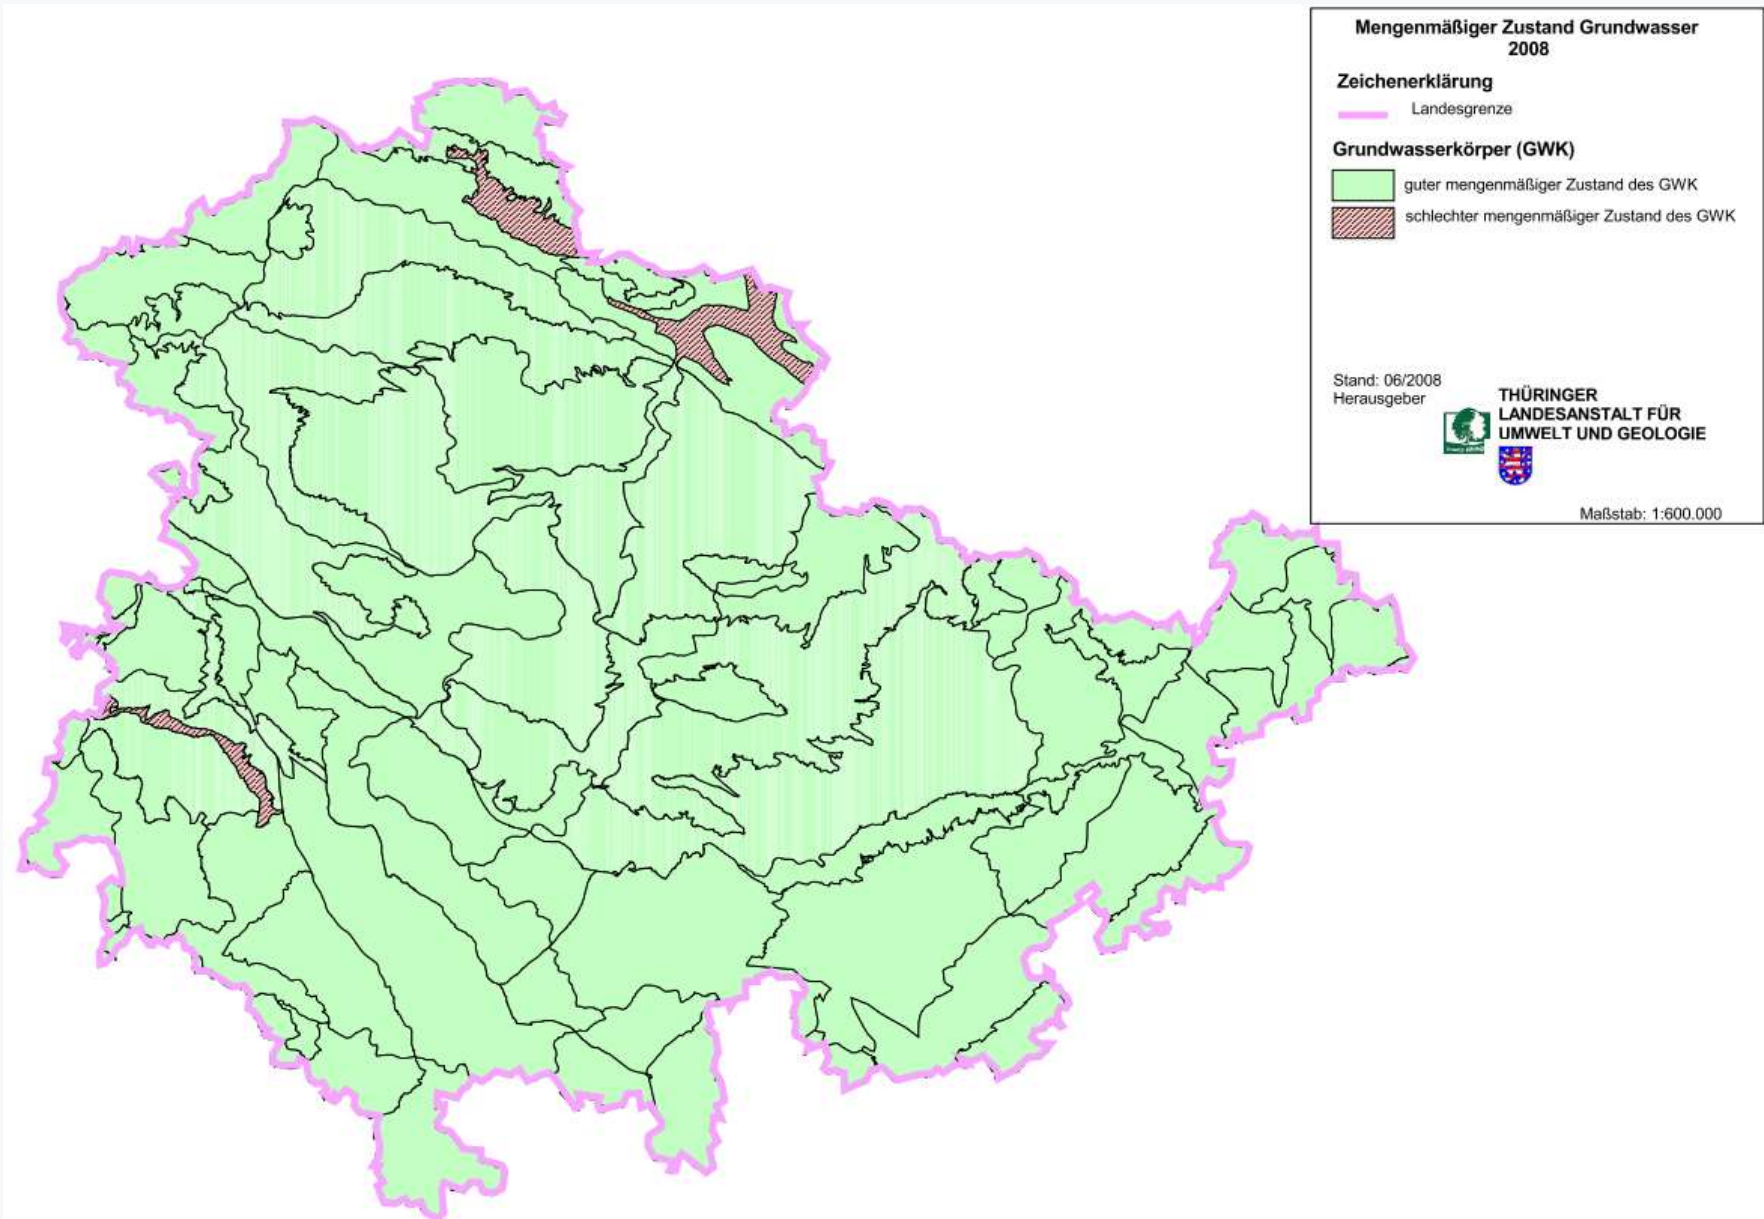 Mengenmäßiger Zustand Grundwasser
2008
Zeichenerklärung
Landesgrenze
Grundwasserkörper (GWK)
guter mengenmäßiger Zustand des GWK
schlechter mengenmäßiger Zustand des GWK
Stand: 06/2008
Herausgeber
THÜRINGER
LANDESANSTALT FÜR
UMWELT UND GEOLOGIE
Maßstab: 1:600.000